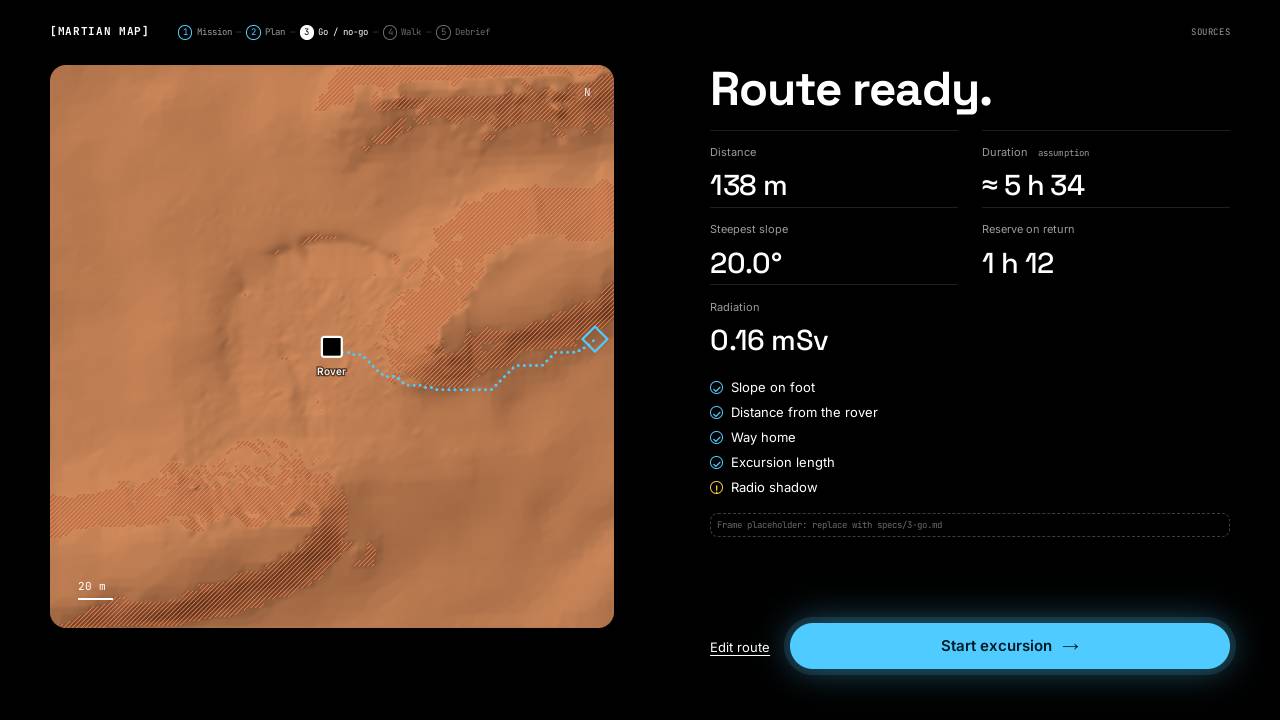 [MARTIAN MAP]
1 Mission
2 Plan
3 Go / no-go
4 Walk
5 Debrief
SOURCES
N
Rover
20 m
Route ready.
Distance
138 m
Duration assumption
≈ 5 h 34
Steepest slope
20.0°
Reserve on return
1 h 12
Radiation
0.16 mSv
Slope on foot
Distance from the rover
Way home
Excursion length
Radio shadow
Frame placeholder: replace with specs/3-go.md
Edit route
Start excursion →